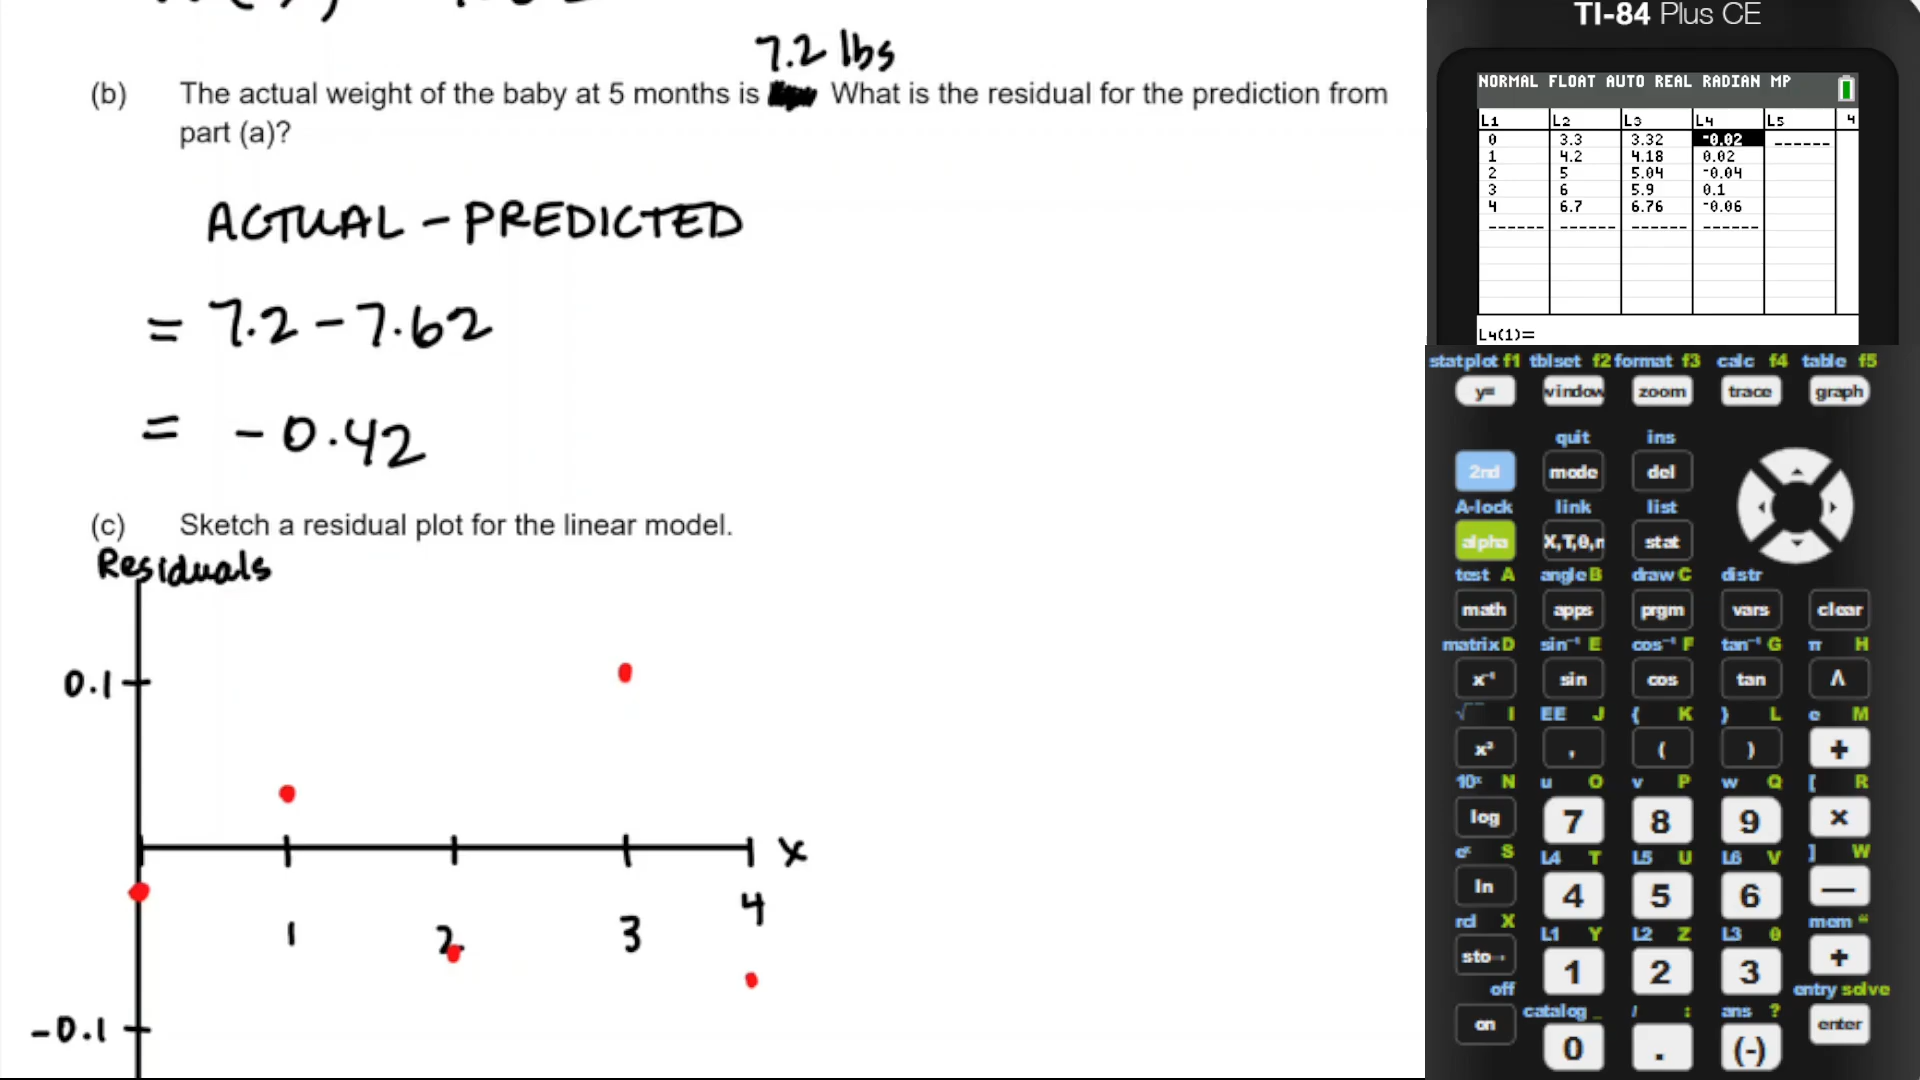 7.2 lbs
(b) The actual weight of the baby at 5 months is What is the residual for the prediction from
part (a)?
ACTUAL - PREDICTED
= 7.2 - 7.62
= - 0.42
(c) Sketch a residual plot for the linear model.
Residuals
0.1
x
1 2 3 4
-0.1
TI-84 Plus CE
NORMAL FLOAT AUTO REAL RADIAN MP
L1 L2 L3 L4 L5 4
0 3.3 3.32 -0.02 ------
1 4.2 4.18 0.02
2 5 5.04 -0.04
3 6 5.9 0.1
4 6.7 6.76 -0.06
------ ------ ------ ------
L4(1)=
statplot f1 tblset f2 format f3 calc f4 table f5
y= window zoom trace graph
quit ins
2nd mode del
A-lock link list
alpha X,T,θ,n stat
test A angle B draw C distr
math apps prgm vars clear
matrix D sin⁻¹ E cos⁻¹ F tan⁻¹ G π H
x⁻¹ sin cos tan ^
√ I EE J { K } L e M
x² , ( ) +
10ˣ N u O v P w Q [ R
log 7 8 9 ×
eˣ S L4 T L5 U L6 V ] W
ln 4 5 6 —
rcl X L1 Y L2 Z L3 θ mem "
sto→ 1 2 3 +
off catalog _ i : ans ? entry solve
on 0 . (-) enter